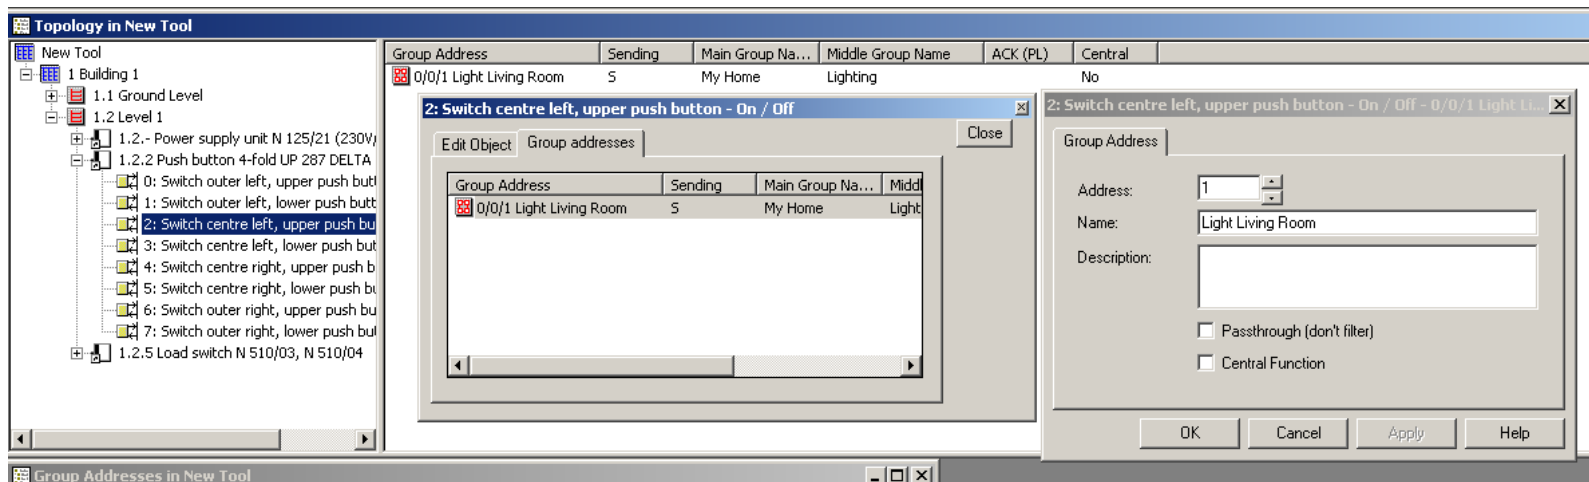 Topology in New Tool
New Tool
1 Building 1
1.1 Ground Level
1.2 Level 1
1.2.- Power supply unit N 125/21 (230V/
1.2.2 Push button 4-fold UP 287 DELTA
0: Switch outer left, upper push butt
1: Switch outer left, lower push butt
2: Switch centre left, upper push bu
3: Switch centre left, lower push but
4: Switch centre right, upper push b
5: Switch centre right, lower push bu
6: Switch outer right, upper push bu
7: Switch outer right, lower push but
1.2.5 Load switch N 510/03, N 510/04
Group Address Sending Main Group Na... Middle Group Name ACK (PL) Central
0/0/1 Light Living Room S My Home Lighting No
2: Switch centre left, upper push button - On / Off
Close
Edit Object Group addresses
Group Address Sending Main Group Na... Middl
0/0/1 Light Living Room S My Home Light
2: Switch centre left, upper push button - On / Off - 0/0/1 Light Li...
Group Address
Address: 1
Name: Light Living Room
Description:
Passthrough (don't filter)
Central Function
OK Cancel Apply Help
Group Addresses in New Tool